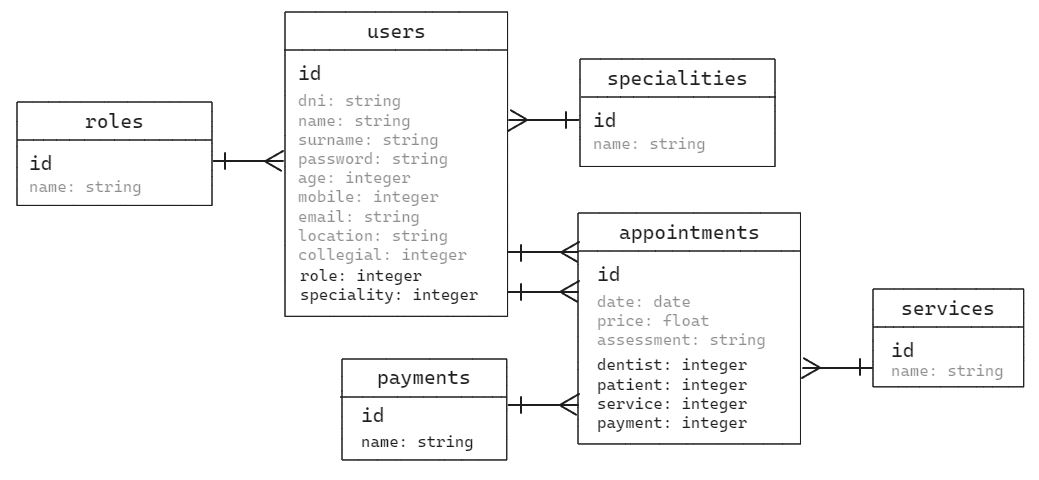 users
id
dni: string
name: string
surname: string
password: string
age: integer
mobile: integer
email: string
location: string
collegial: integer
role: integer
speciality: integer
specialities
id
name: string
roles
id
name: string
appointments
id
date: date
price: float
assessment: string
dentist: integer
patient: integer
service: integer
payment: integer
services
id
name: string
payments
id
name: string